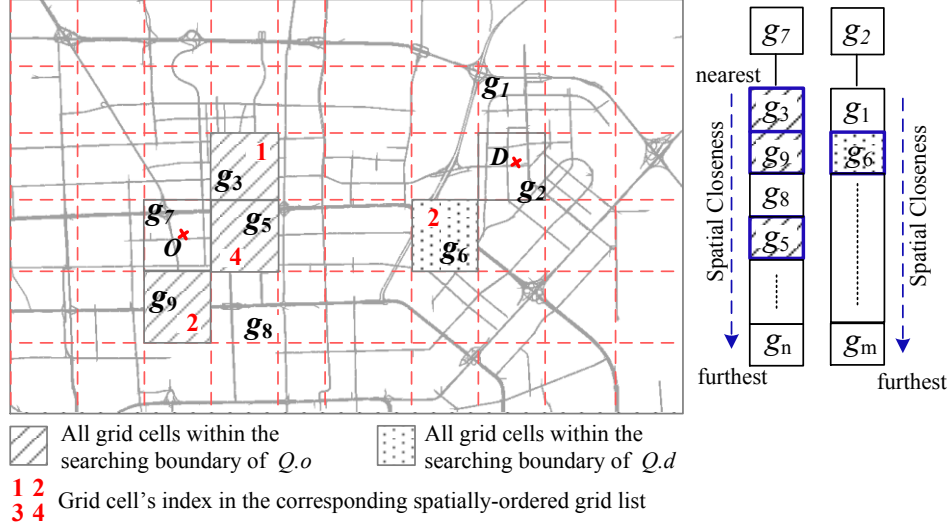 g1
1
D
g3
g2
g7
g5
2
O
4
g6
g9
2
g8
g7
g2
nearest
g3
g1
g9
g6
g8
g5
Spatial Closeness
Spatial Closeness
gn
gm
furthest
furthest
All grid cells within the
searching boundary of Q.o
All grid cells within the
searching boundary of Q.d
1 2
3 4
Grid cell's index in the corresponding spatially-ordered grid list